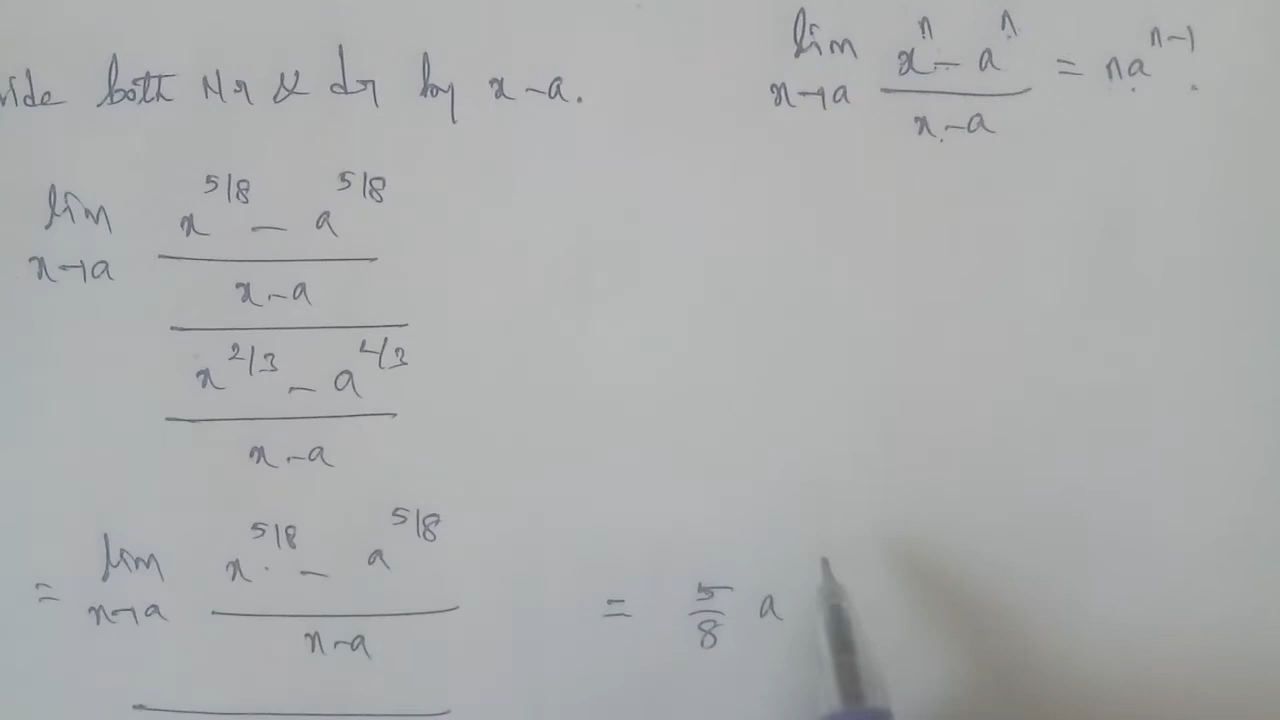 vide both Nr & dr by x-a.
lim x→a x^n - a^n / x-a = na^n-1.
lim x→a x^5/8 - a^5/8
x-a
x^2/3 - a^2/3
x-a
= lim x→a x^5/8 - a^5/8 / x-a = 5/8 a